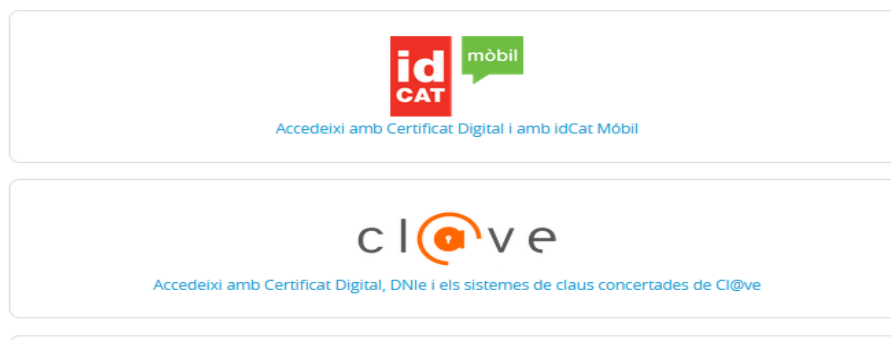 id
CAT
mòbil
Accedeixi amb Certificat Digital i amb idCat Móbil
cl@ve
Accedeixi amb Certificat Digital, DNIe i els sistemes de claus concertades de Cl@ve